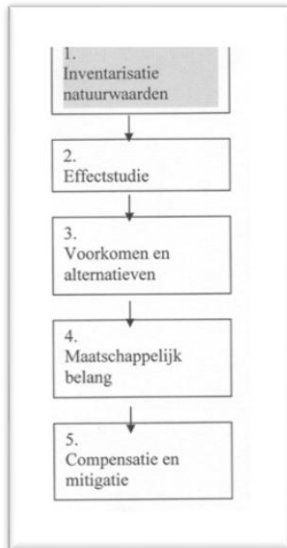 1.
Inventarisatie
natuurwaarden
2.
Effectstudie
3.
Voorkomen en
alternatieven
4.
Maatschappelijk
belang
5.
Compensatie en
mitigatie